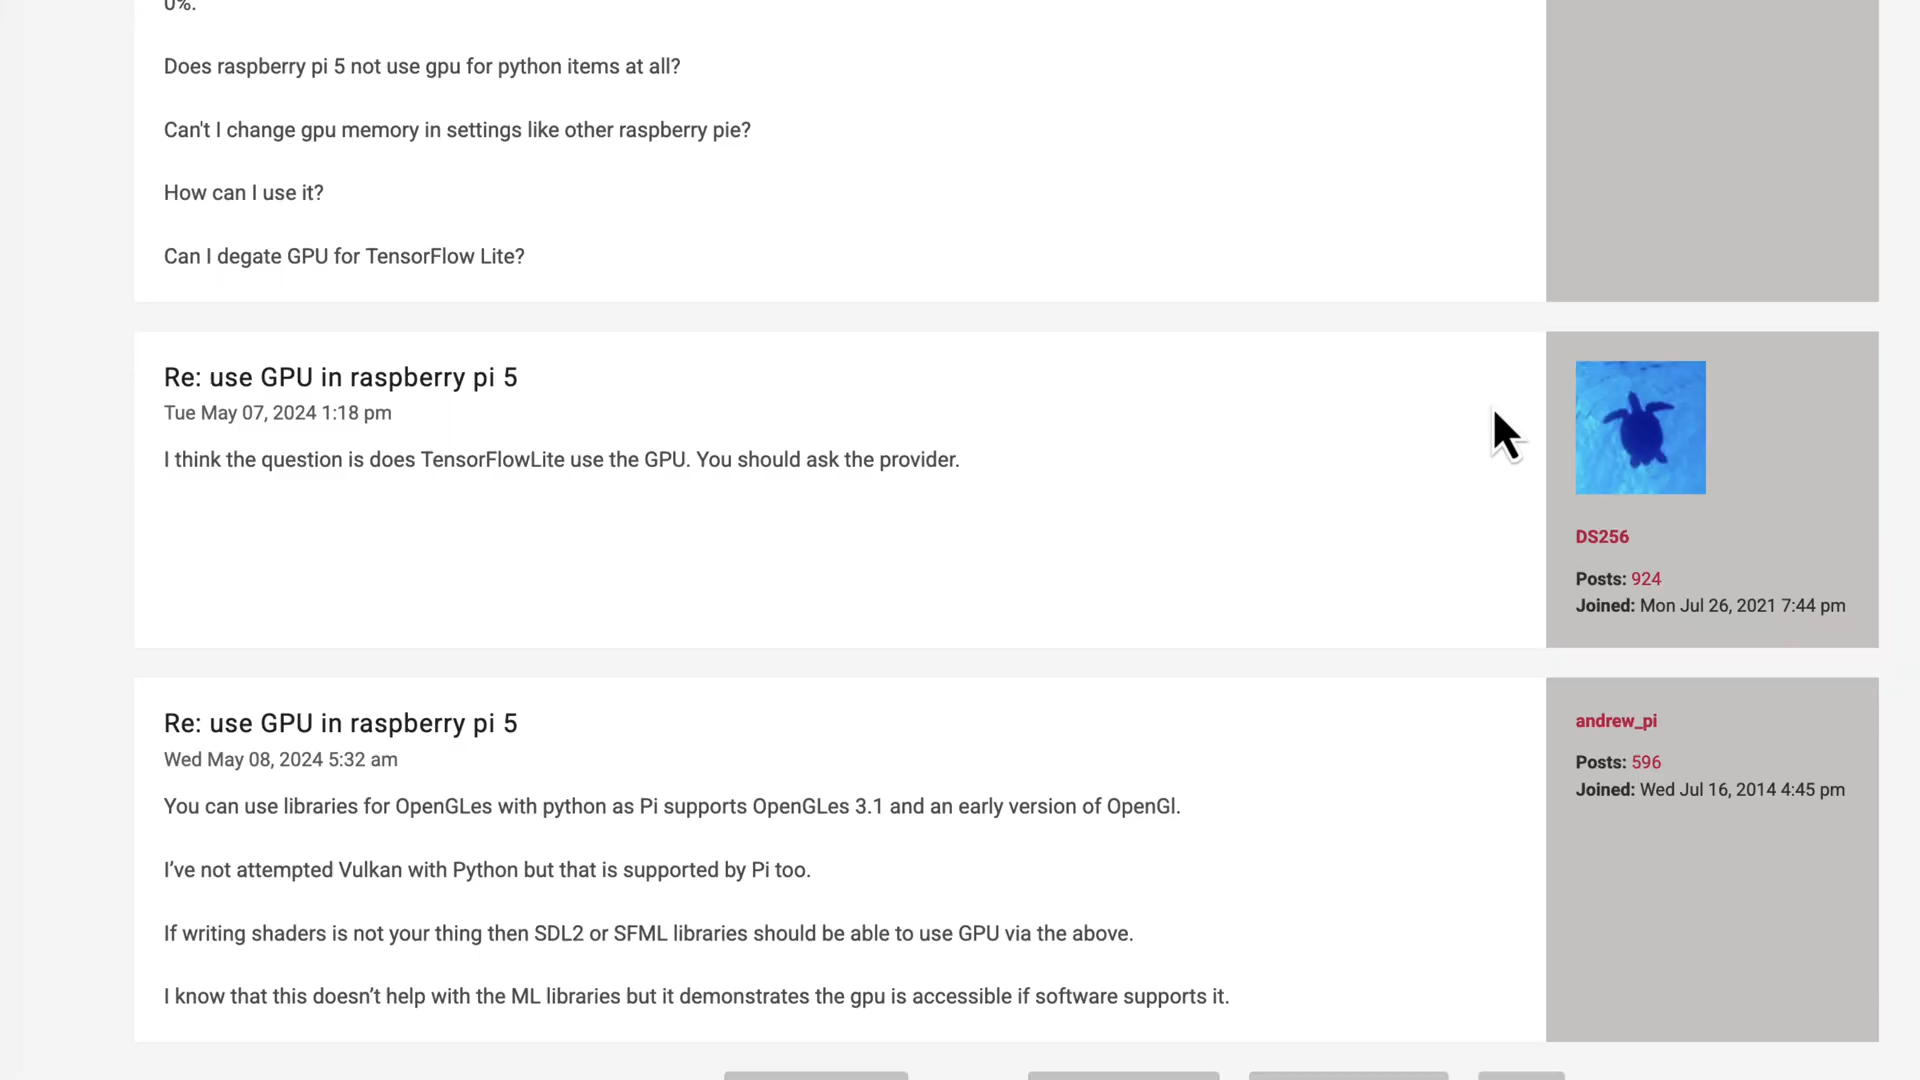 0%.
Does raspberry pi 5 not use gpu for python items at all?
Can't I change gpu memory in settings like other raspberry pie?
How can I use it?
Can I degate GPU for TensorFlow Lite?
Re: use GPU in raspberry pi 5
Tue May 07, 2024 1:18 pm
I think the question is does TensorFlowLite use the GPU. You should ask the provider.
DS256
Posts: 924
Joined: Mon Jul 26, 2021 7:44 pm
Re: use GPU in raspberry pi 5
Wed May 08, 2024 5:32 am
You can use libraries for OpenGLes with python as Pi supports OpenGLes 3.1 and an early version of OpenGl.
I’ve not attempted Vulkan with Python but that is supported by Pi too.
If writing shaders is not your thing then SDL2 or SFML libraries should be able to use GPU via the above.
I know that this doesn’t help with the ML libraries but it demonstrates the gpu is accessible if software supports it.
andrew_pi
Posts: 596
Joined: Wed Jul 16, 2014 4:45 pm